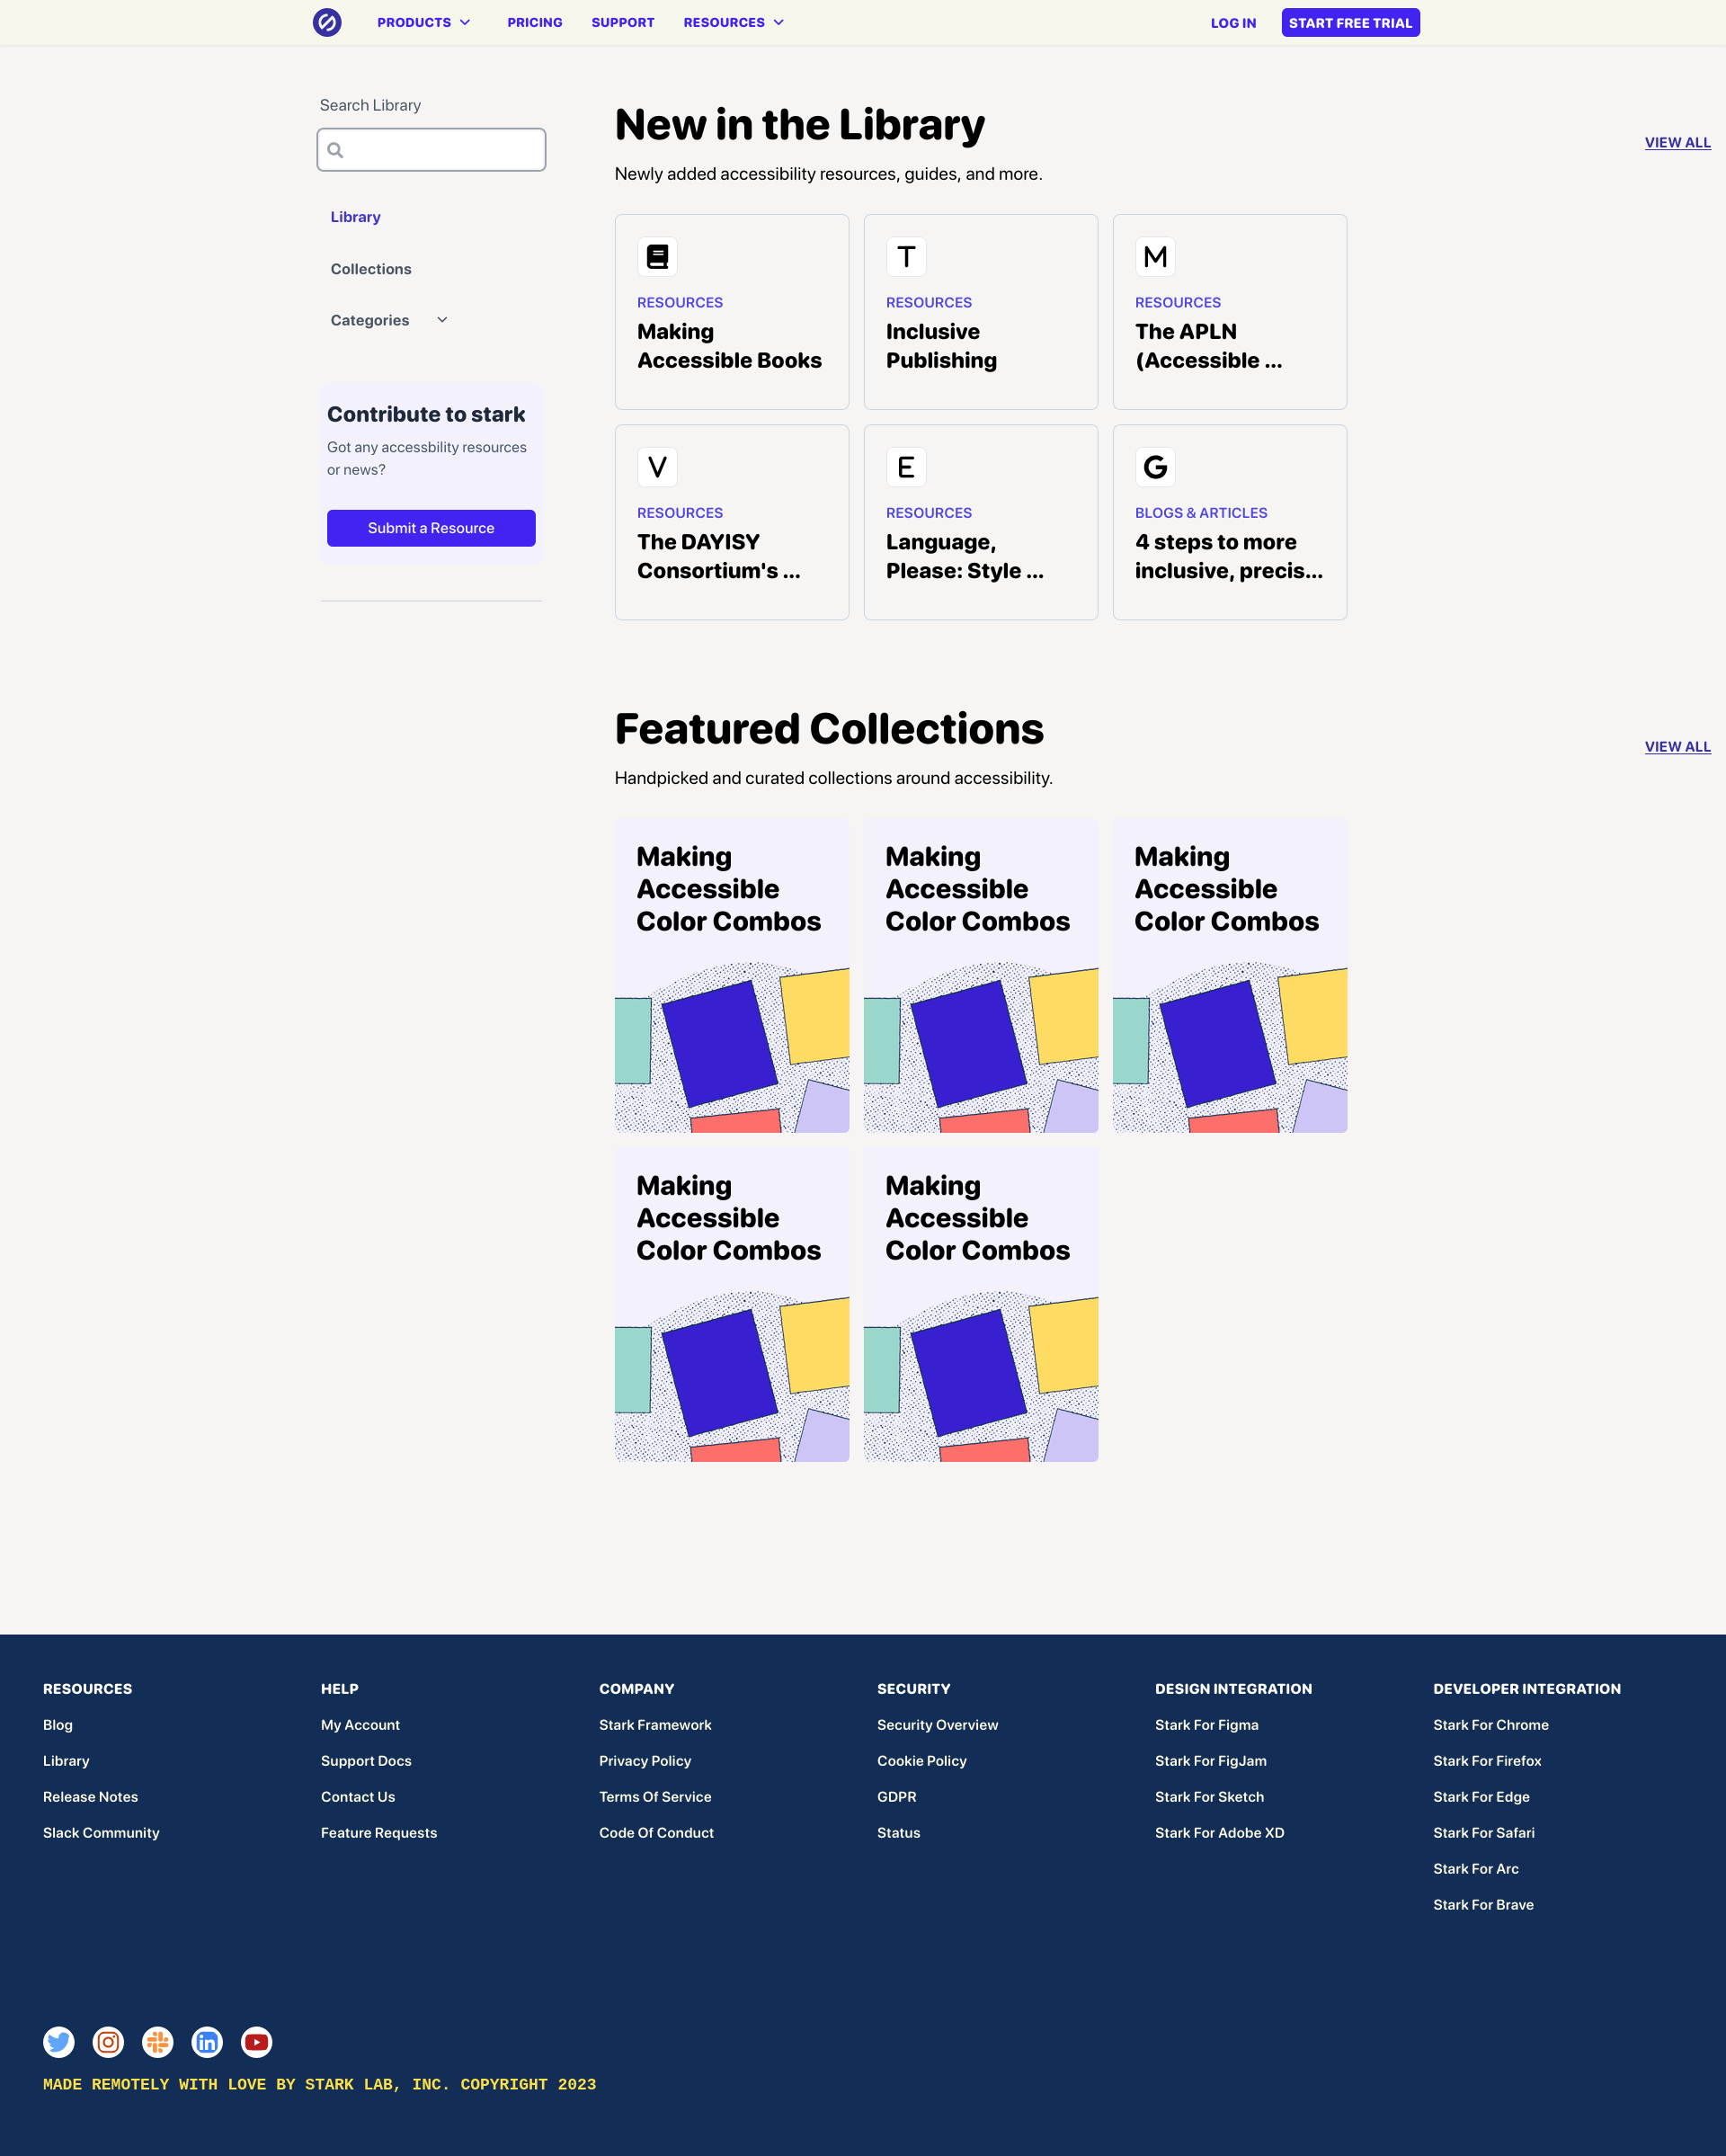 PRODUCTS
PRICING
SUPPORT
RESOURCES
LOG IN
START FREE TRIAL
Search Library
Library
Collections
Categories
Contribute to stark
Got any accessbility resources
or news?
Submit a Resource
New in the Library
VIEW ALL
Newly added accessibility resources, guides, and more.
RESOURCES
Making
Accessible Books
T
RESOURCES
Inclusive
Publishing
M
RESOURCES
The APLN
(Accessible ...
V
RESOURCES
The DAYISY
Consortium's ...
E
RESOURCES
Language,
Please: Style ...
G
BLOGS & ARTICLES
4 steps to more
inclusive, precis...
Featured Collections
VIEW ALL
Handpicked and curated collections around accessibility.
Making
Accessible
Color Combos
Making
Accessible
Color Combos
Making
Accessible
Color Combos
Making
Accessible
Color Combos
Making
Accessible
Color Combos
RESOURCES
Blog
Library
Release Notes
Slack Community
HELP
My Account
Support Docs
Contact Us
Feature Requests
COMPANY
Stark Framework
Privacy Policy
Terms Of Service
Code Of Conduct
SECURITY
Security Overview
Cookie Policy
GDPR
Status
DESIGN INTEGRATION
Stark For Figma
Stark For FigJam
Stark For Sketch
Stark For Adobe XD
DEVELOPER INTEGRATION
Stark For Chrome
Stark For Firefox
Stark For Edge
Stark For Safari
Stark For Arc
Stark For Brave
in
MADE REMOTELY WITH LOVE BY STARK LAB, INC. COPYRIGHT 2023